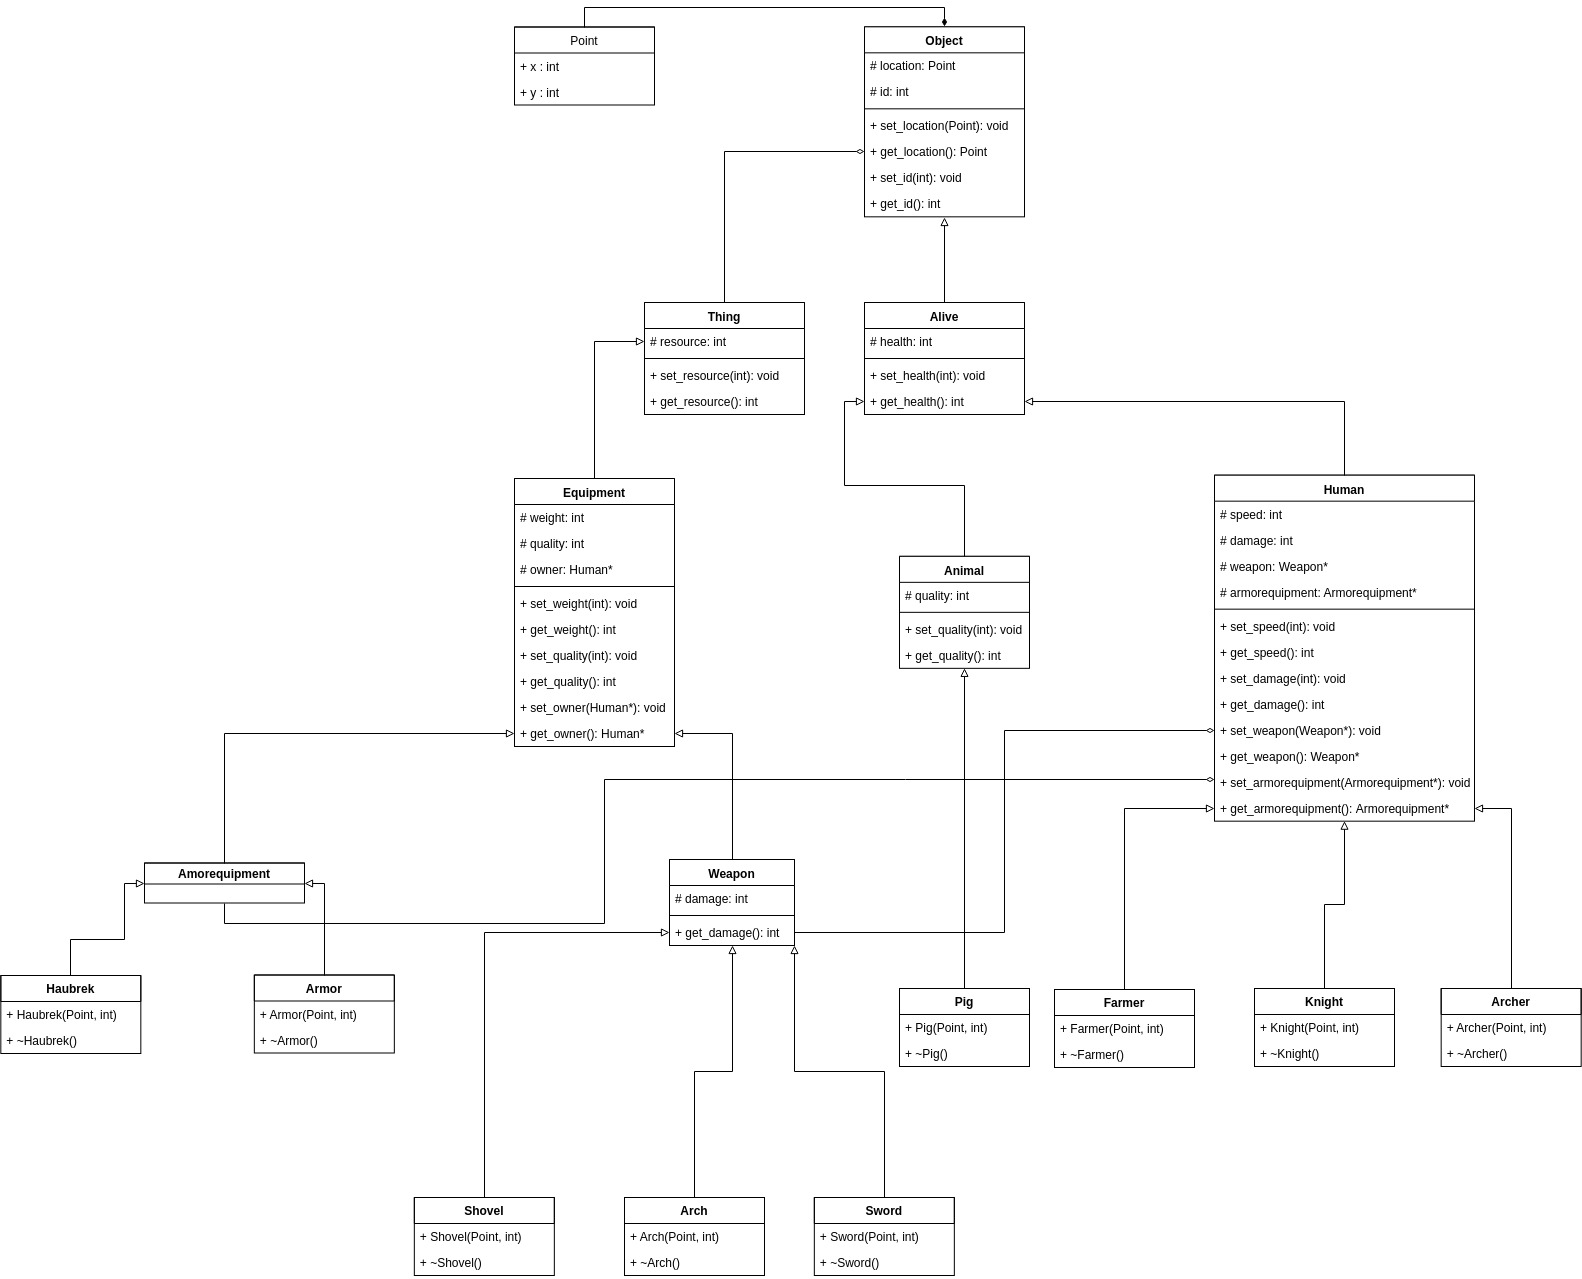 Point
+ x : int
+ y : int
Object
# location: Point
# id: int
+ set_location(Point): void
+ get_location(): Point
+ set_id(int): void
+ get_id(): int
Thing
# resource: int
+ set_resource(int): void
+ get_resource(): int
Alive
# health: int
+ set_health(int): void
+ get_health(): int
Equipment
# weight: int
# quality: int
# owner: Human*
+ set_weight(int): void
+ get_weight(): int
+ set_quality(int): void
+ get_quality(): int
+ set_owner(Human*): void
+ get_owner(): Human*
Animal
# quality: int
+ set_quality(int): void
+ get_quality(): int
Human
# speed: int
# damage: int
# weapon: Weapon*
# armorequipment: Armorequipment*
+ set_speed(int): void
+ get_speed(): int
+ set_damage(int): void
+ get_damage(): int
+ set_weapon(Weapon*): void
+ get_weapon(): Weapon*
+ set_armorequipment(Armorequipment*): void
+ get_armorequipment(): Armorequipment*
Amorequipment
Weapon
# damage: int
+ get_damage(): int
Haubrek
+ Haubrek(Point, int)
+ ~Haubrek()
Armor
+ Armor(Point, int)
+ ~Armor()
Pig
+ Pig(Point, int)
+ ~Pig()
Farmer
+ Farmer(Point, int)
+ ~Farmer()
Knight
+ Knight(Point, int)
+ ~Knight()
Archer
+ Archer(Point, int)
+ ~Archer()
Shovel
+ Shovel(Point, int)
+ ~Shovel()
Arch
+ Arch(Point, int)
+ ~Arch()
Sword
+ Sword(Point, int)
+ ~Sword()